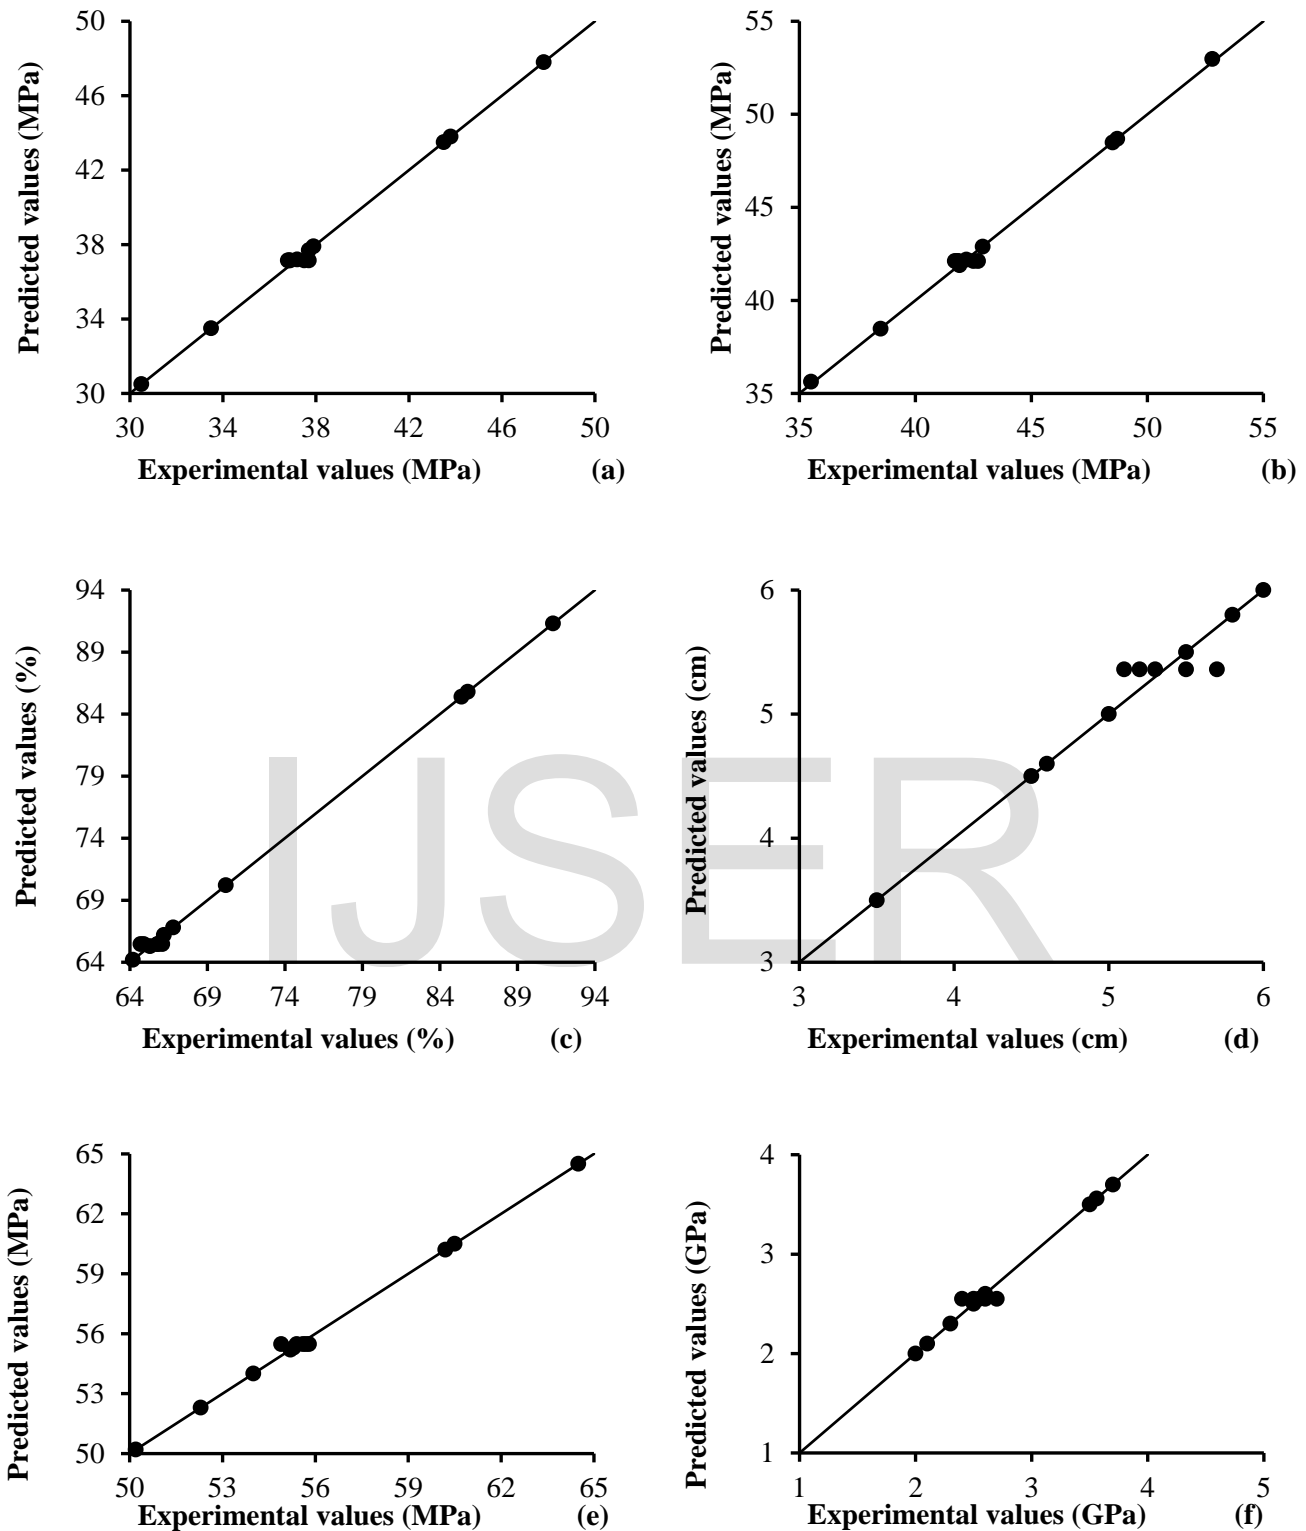 50
46
42
38
34
30
Predicted values (MPa)
30 34 38 42 46 50
Experimental values (MPa) (a)
55
50
45
40
35
Predicted values (MPa)
35 40 45 50 55
Experimental values (MPa) (b)
94
89
84
79
74
69
64
Predicted values (%)
64 69 74 79 84 89 94
Experimental values (%) (c)
6
5
4
3
Predicted values (cm)
3 4 5 6
Experimental values (cm) (d)
IJSER
65
62
59
56
53
50
Predicted values (MPa)
50 53 56 59 62 65
Experimental values (MPa) (e)
4
3
2
1
Predicted values (GPa)
1 2 3 4 5
Experimental values (GPa) (f)